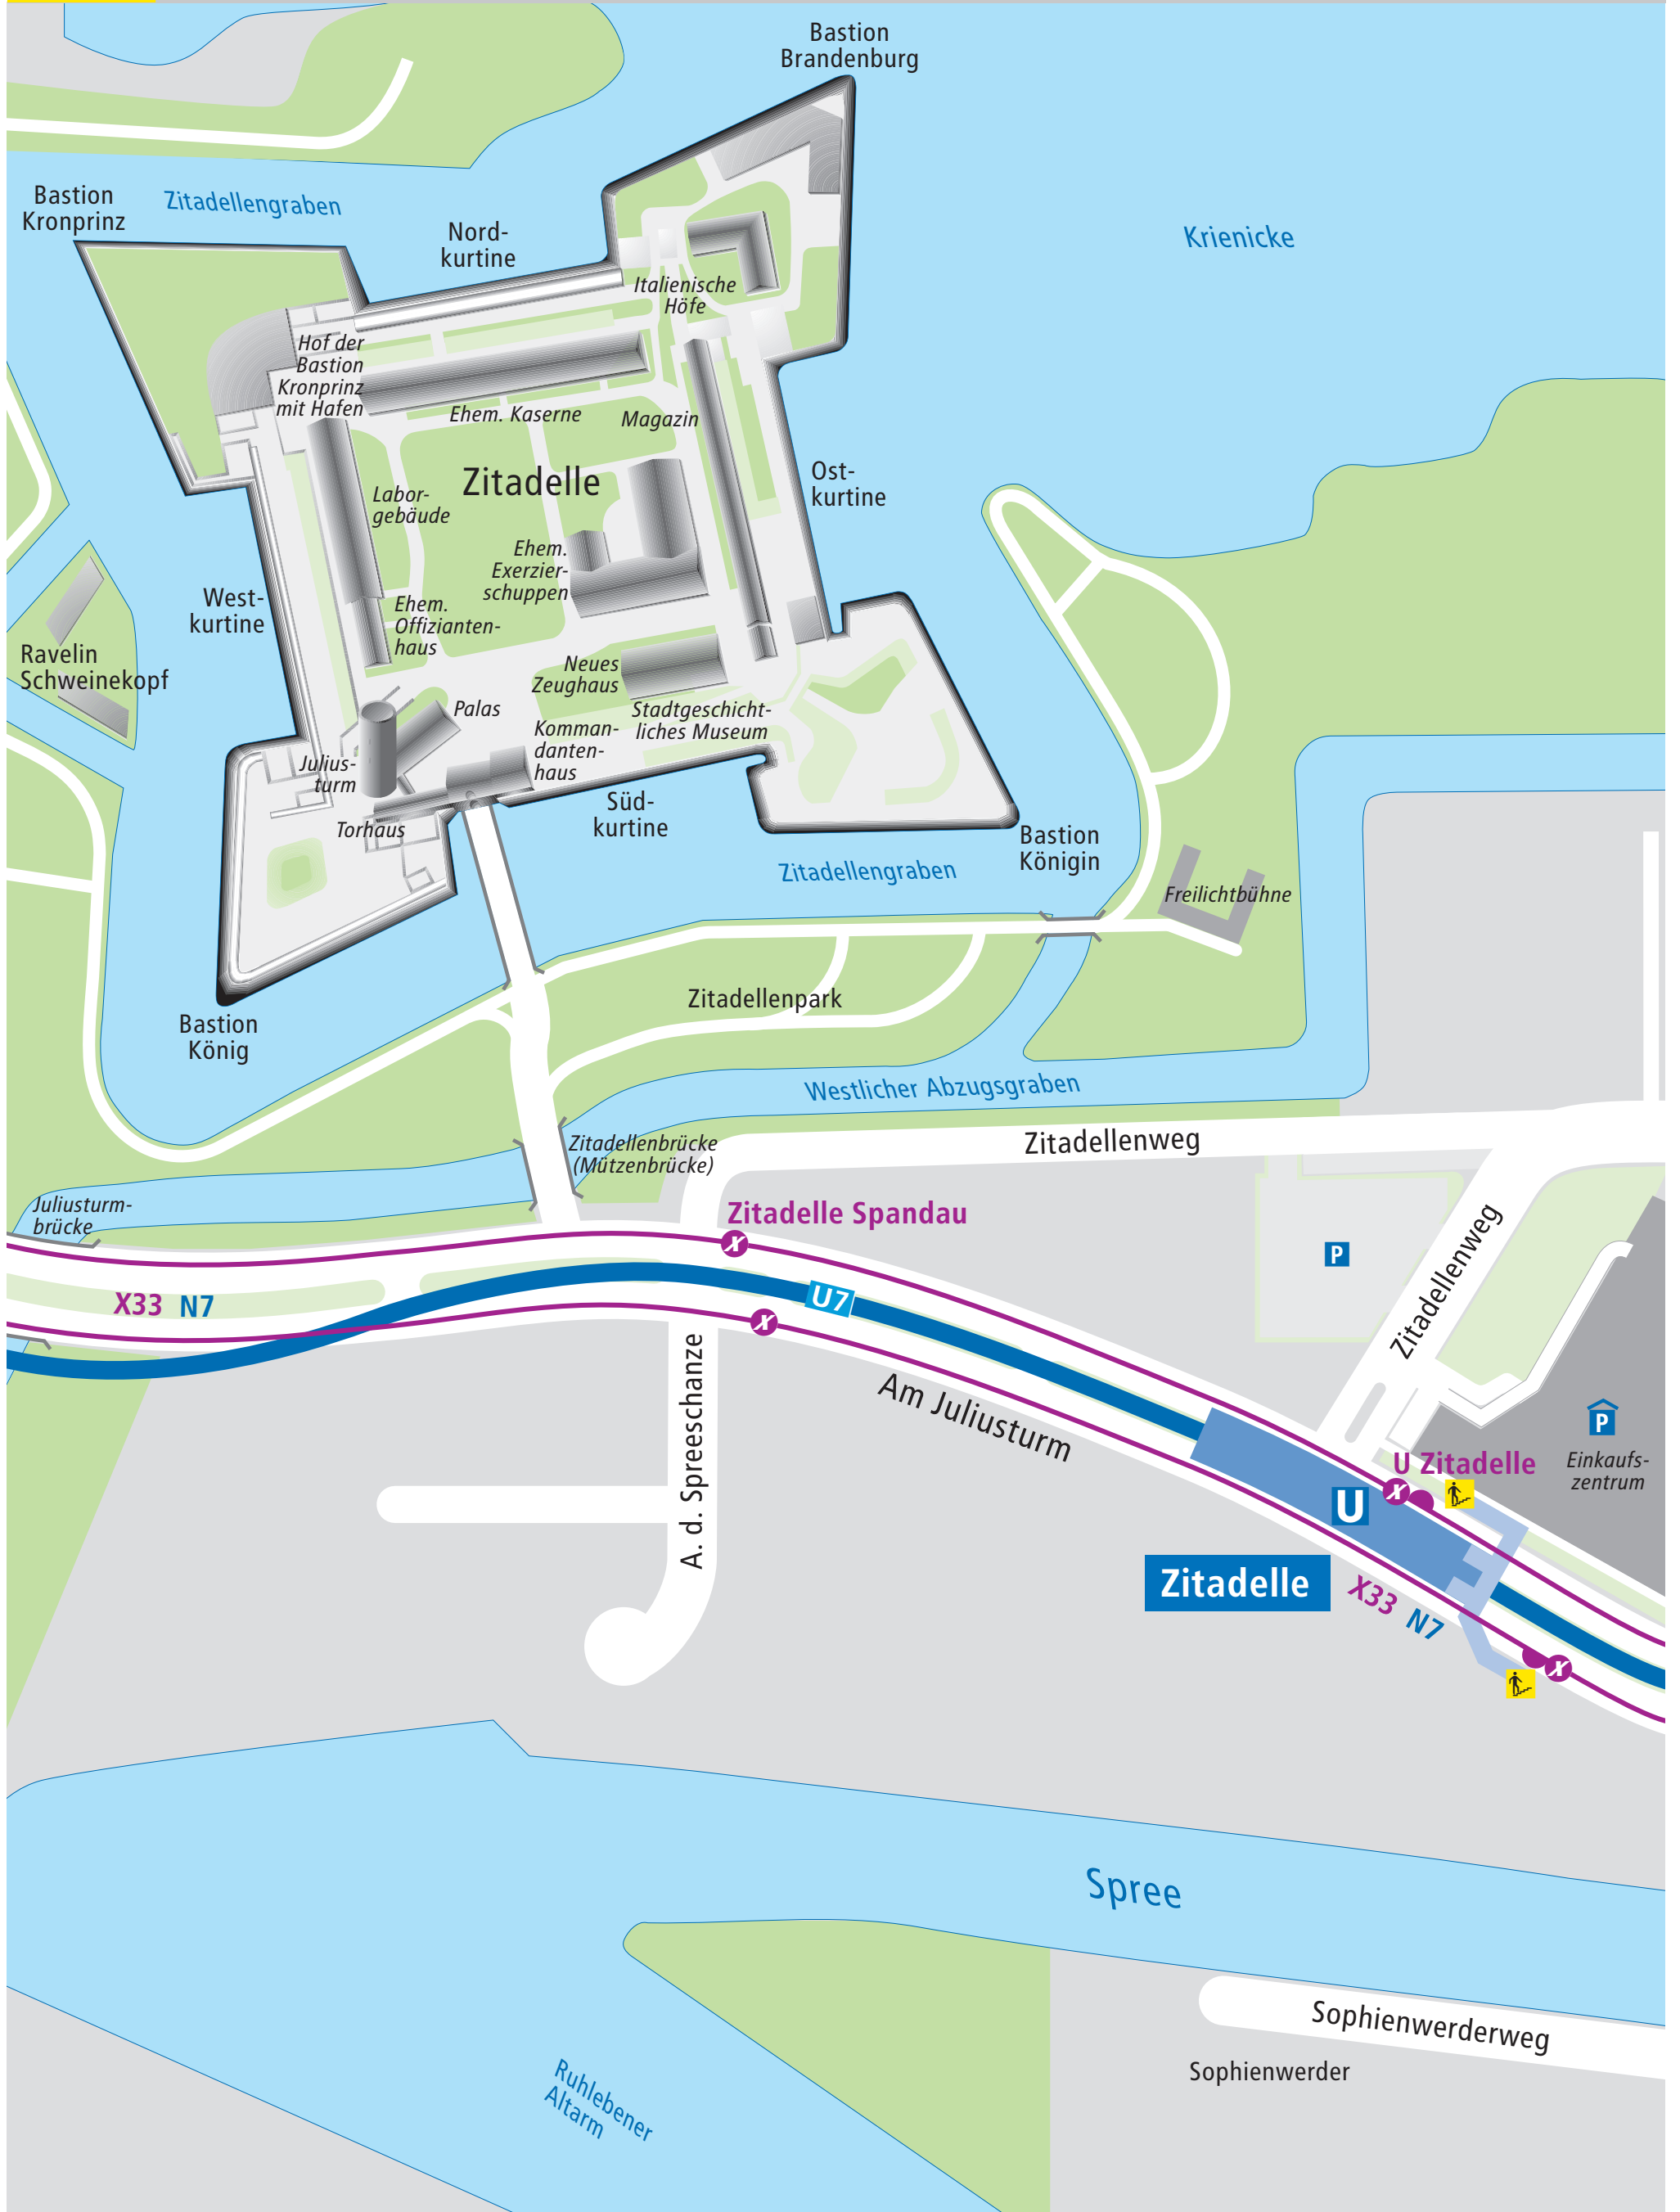 Bastion
Brandenburg
Bastion
Kronprinz
Zitadellengraben
Nord-
kurtine
Krienicke
Italienische
Höfe
Hof der
Bastion
Kronprinz
mit Hafen
Ehem. Kaserne
Magazin
Zitadelle
Ost-
kurtine
Labor-
gebäude
Ehem.
Exerzier-
schuppen
West-
kurtine
Ehem.
Offizianten-
haus
Ravelin
Schweinekopf
Neues
Zeughaus
Palas
Stadtgeschicht-
liches Museum
Komman-
danten-
haus
Julius-
turm
Torhaus
Süd-
kurtine
Bastion
Königin
Zitadellengraben
Freilichtbühne
Zitadellenpark
Bastion
König
Westlicher Abzugsgraben
Zitadellenbrücke
(Mützenbrücke)
Zitadellenweg
Juliusturm-
brücke
Zitadelle Spandau
X
P
Zitadellenweg
X33 N7
U7
X
A. d. Spreeschanze
Am Juliusturm
P
Einkaufs-
zentrum
U Zitadelle
X
U
Zitadelle
X33 N7
X
Spree
Sophienwerderweg
Sophienwerder
Ruhlebener
Altarm